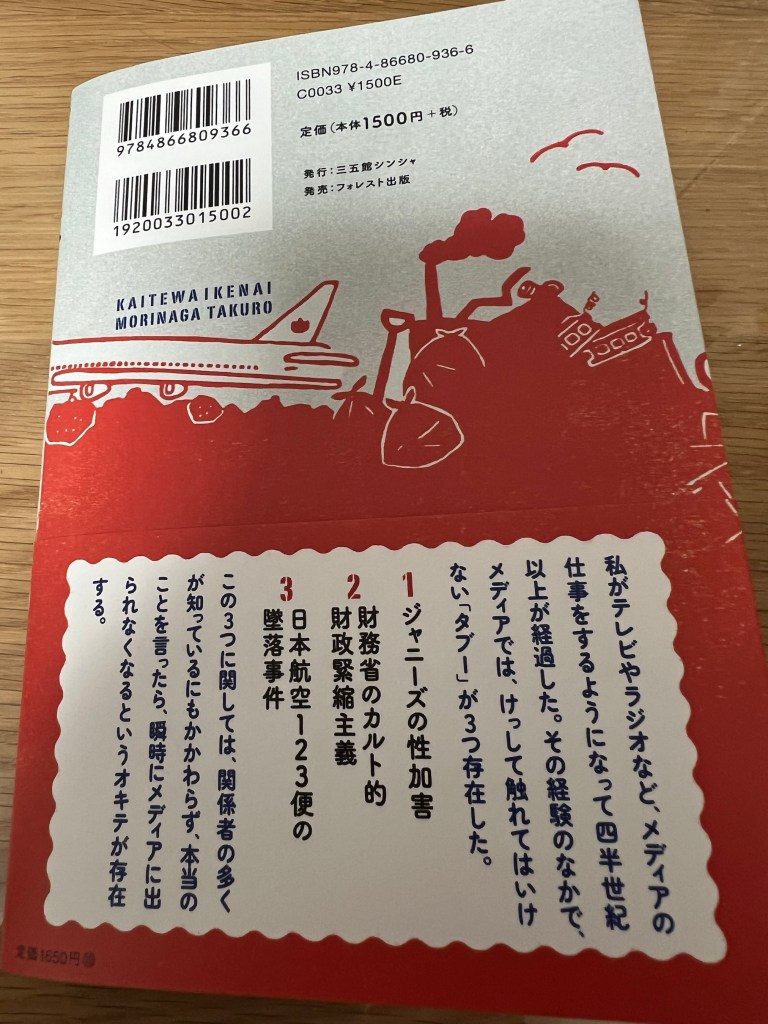 ISBN978-4-86680-936-6
C0033 ¥1500E
定価(本体1500円+税)
発行:三五館シンシャ
発売:フォレスト出版
9784866809366
1920033015002
KAITEWA IKENAI
MORINAGA TAKURO
私がテレビやラジオなど、メディアの
仕事をするようになって四半世紀
以上が経過した。その経験のなかで、
メディアでは、けっして触れてはいけ
ない「タブー」が3つ存在した。
1 ジャニーズの性加害
2 財務省のカルト的
財政緊縮主義
3 日本航空123便の
墜落事件
この3つに関しては、関係者の多く
が知っているにもかかわらず、本当の
ことを言ったら、瞬時にメディアに出
られなくなるというオキテが存在
する。
定価1650円⑩